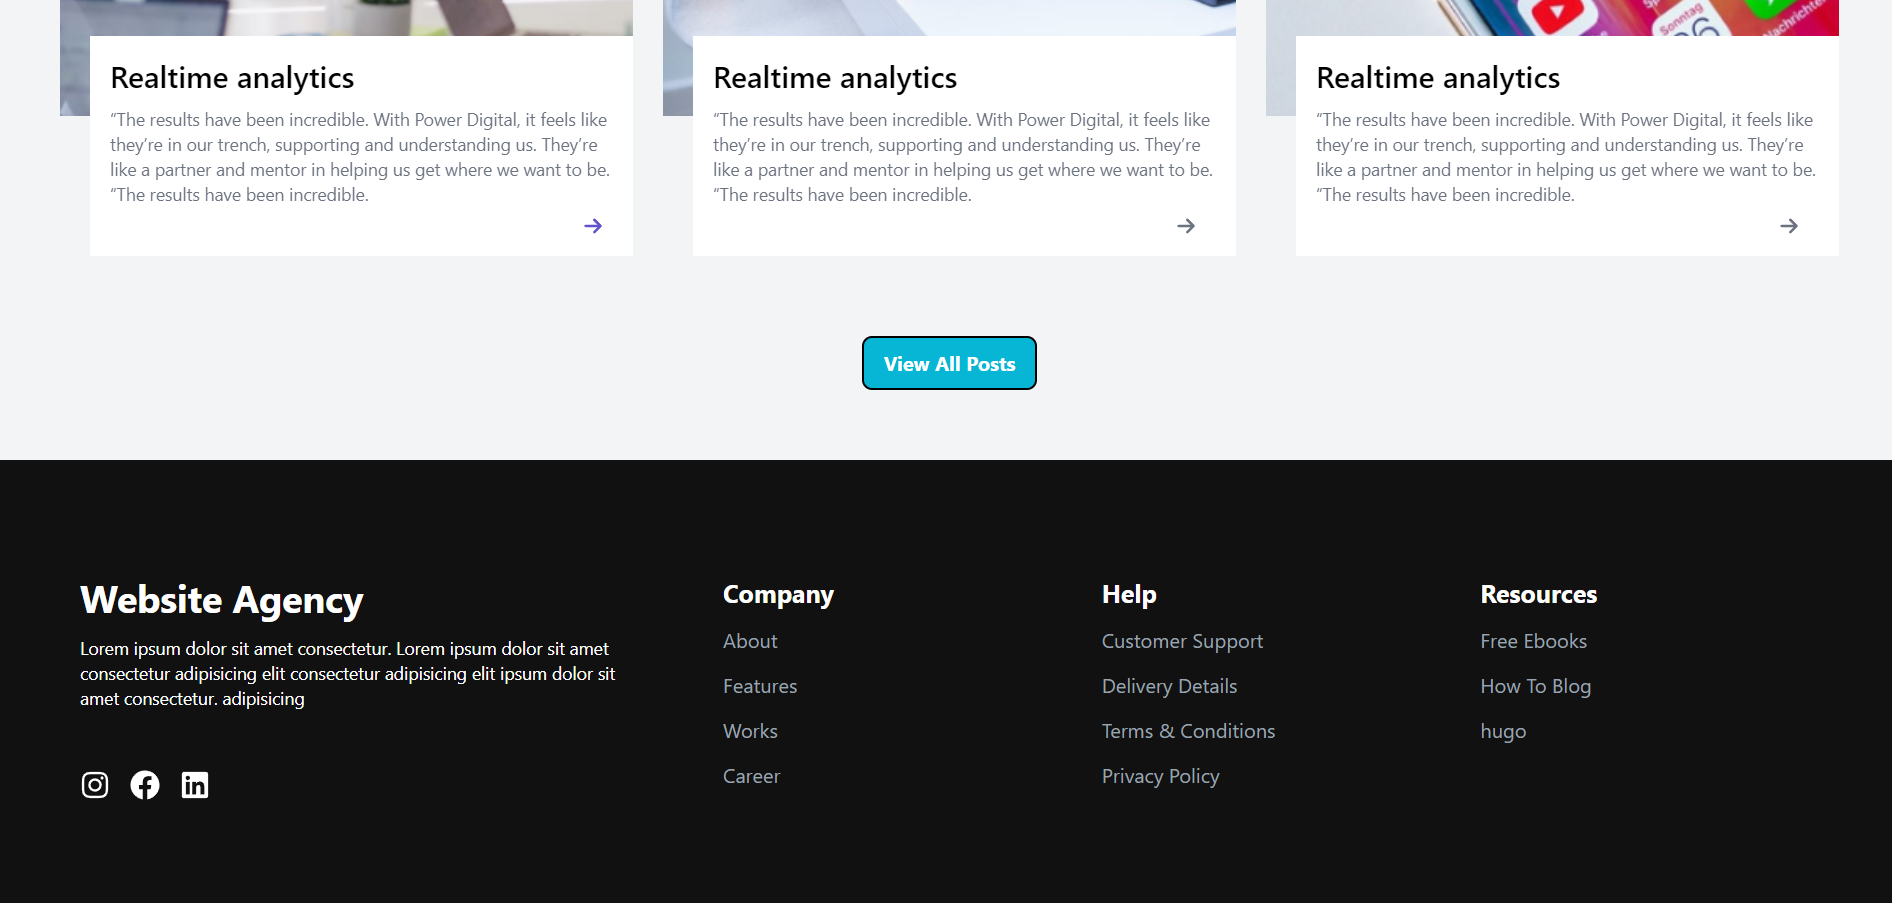 Sonntag
Nachrichten
Realtime analytics
“The results have been incredible. With Power Digital, it feels like
they’re in our trench, supporting and understanding us. They’re
like a partner and mentor in helping us get where we want to be.
“The results have been incredible.
Realtime analytics
“The results have been incredible. With Power Digital, it feels like
they’re in our trench, supporting and understanding us. They’re
like a partner and mentor in helping us get where we want to be.
“The results have been incredible.
Realtime analytics
“The results have been incredible. With Power Digital, it feels like
they’re in our trench, supporting and understanding us. They’re
like a partner and mentor in helping us get where we want to be.
“The results have been incredible.
View All Posts
Website Agency
Lorem ipsum dolor sit amet consectetur. Lorem ipsum dolor sit amet
consectetur adipisicing elit consectetur adipisicing elit ipsum dolor sit
amet consectetur. adipisicing
Company
About
Features
Works
Career
Help
Customer Support
Delivery Details
Terms & Conditions
Privacy Policy
Resources
Free Ebooks
How To Blog
hugo